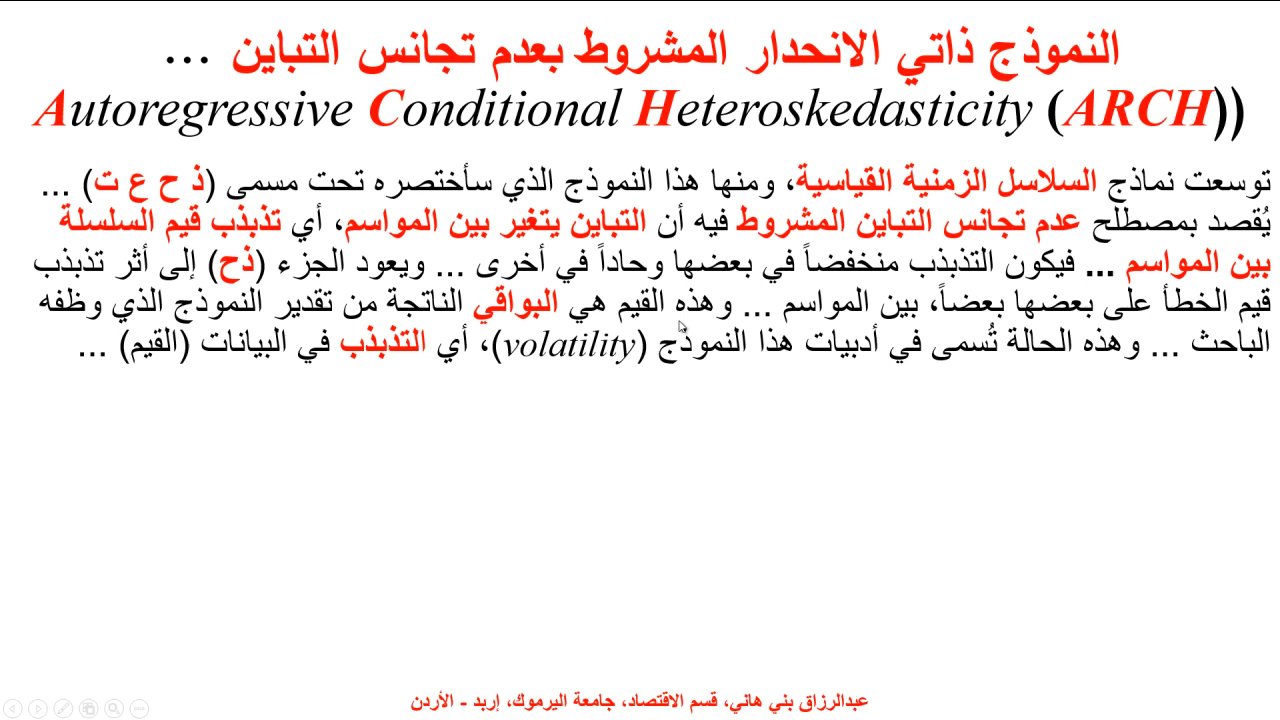 النموذج ذاتي الانحدار المشروط بعدم تجانس التباين ...
Autoregressive Conditional Heteroskedasticity (ARCH))
توسعت نماذج السلاسل الزمنية القياسية، ومنها هذا النموذج الذي سأختصره تحت مسمى (ذ ح ع ت) ...
يُقصد بمصطلح عدم تجانس التباين المشروط فيه أن التباين يتغير بين المواسم، أي تذبذب قيم السلسلة
بين المواسم ... فيكون التذبذب منخفضاً في بعضها وحاداً في أخرى ... ويعود الجزء (ذح) إلى أثر تذبذب
قيم الخطأ على بعضها بعضاً، بين المواسم ... وهذه القيم هي البواقي الناتجة من تقدير النموذج الذي وظفه
الباحث ... وهذه الحالة تُسمى في أدبيات هذا النموذج (volatility)، أي التذبذب في البيانات (القيم) ...
عبدالرزاق بني هاني، قسم الاقتصاد، جامعة اليرموك، إربد - الأردن